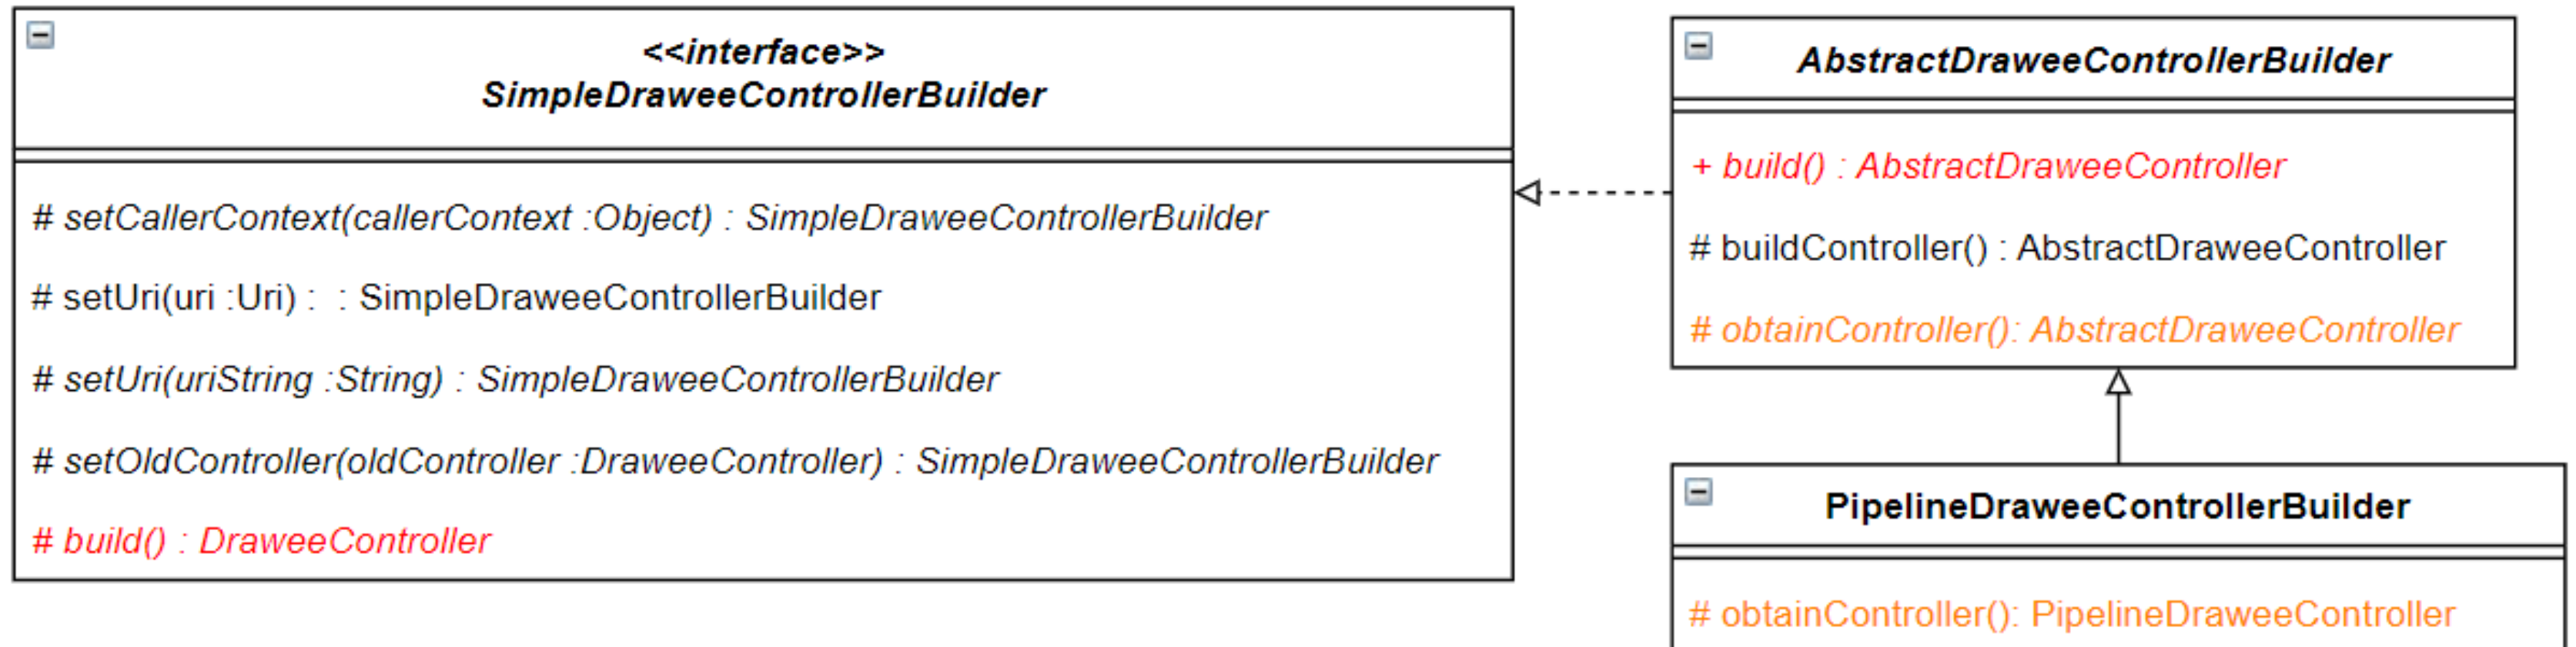 <<interface>>
SimpleDraweeControllerBuilder
# setCallerContext(callerContext :Object) : SimpleDraweeControllerBuilder
# setUri(uri :Uri) :  : SimpleDraweeControllerBuilder
# setUri(uriString :String) : SimpleDraweeControllerBuilder
# setOldController(oldController :DraweeController) : SimpleDraweeControllerBuilder
# build() : DraweeController
AbstractDraweeControllerBuilder
+ build() : AbstractDraweeController
# buildController() : AbstractDraweeController
# obtainController(): AbstractDraweeController
PipelineDraweeControllerBuilder
# obtainController(): PipelineDraweeController